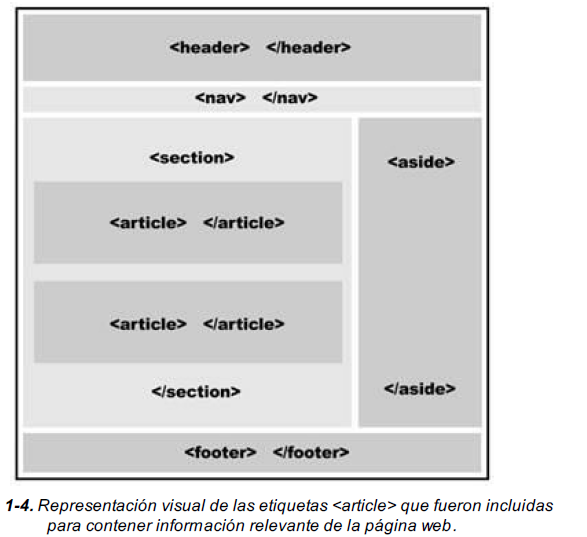 <header> </header>
<nav> </nav>
<section>
<aside>
<article> </article>
<article> </article>
</section>
</aside>
<footer> </footer>
1-4. Representación visual de las etiquetas <article> que fueron incluidas
para contener información relevante de la página web.